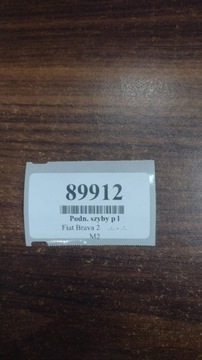 89912
Podn. szyby p l
Fiat Brava 2
M2